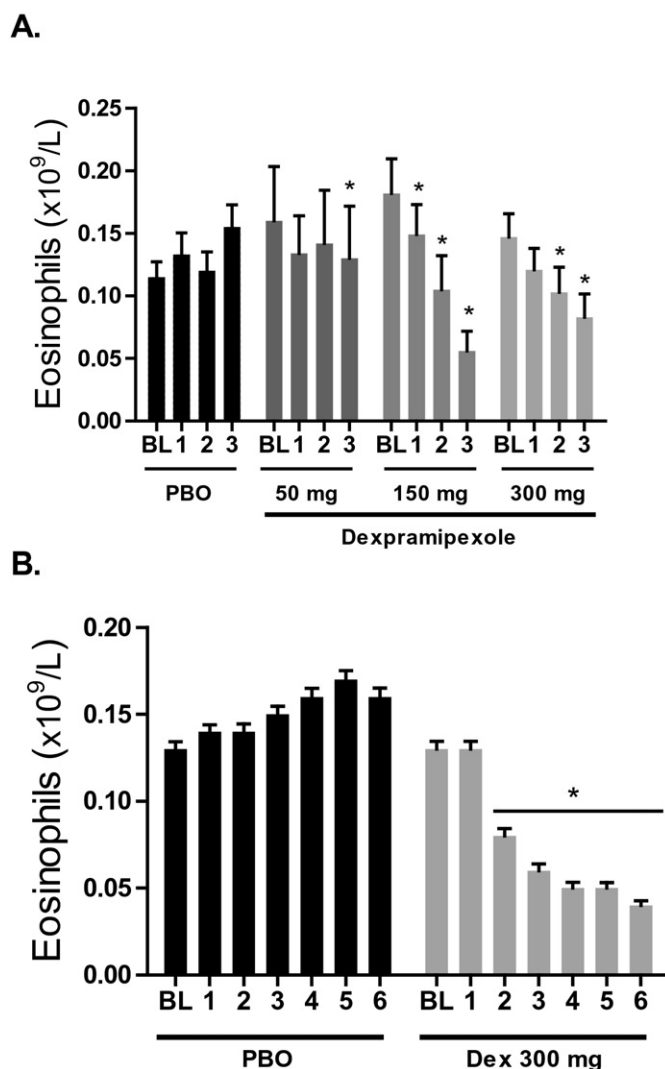 A.
Eosinophils (x10⁹/L)
0.25
0.20
0.15
0.10
0.05
0.00
* * * * * *
BL 1 2 3 BL 1 2 3 BL 1 2 3 BL 1 2 3
PBO 50 mg 150 mg 300 mg
Dexpramipexole
B.
Eosinophils (x10⁹/L)
0.20
0.15
0.10
0.05
0.00
*
BL 1 2 3 4 5 6 BL 1 2 3 4 5 6
PBO Dex 300 mg